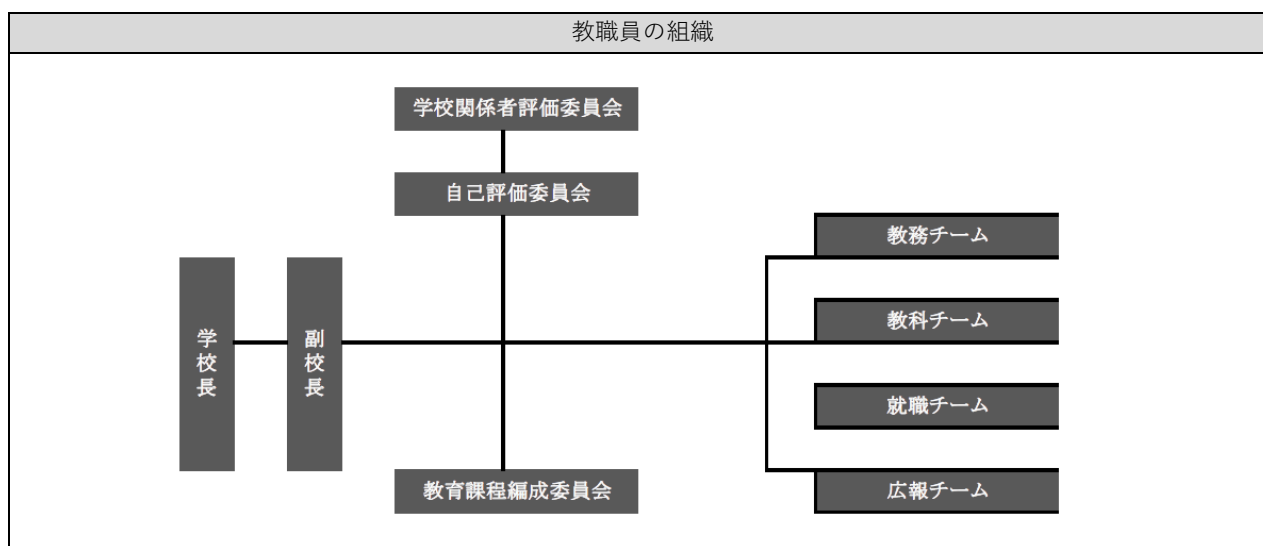 教職員の組織
学校関係者評価委員会
自己評価委員会
教務チーム
学校長
副校長
教科チーム
就職チーム
教育課程編成委員会
広報チーム